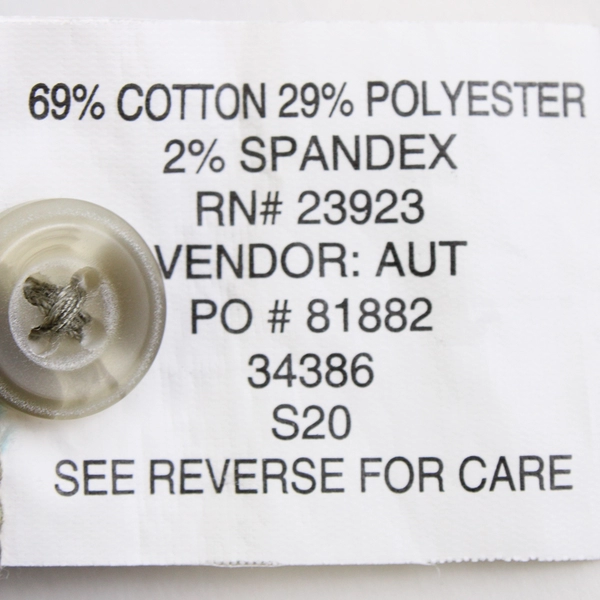 69% COTTON 29% POLYESTER
2% SPANDEX
RN# 23923
VENDOR: AUT
PO # 81882
34386
S20
SEE REVERSE FOR CARE